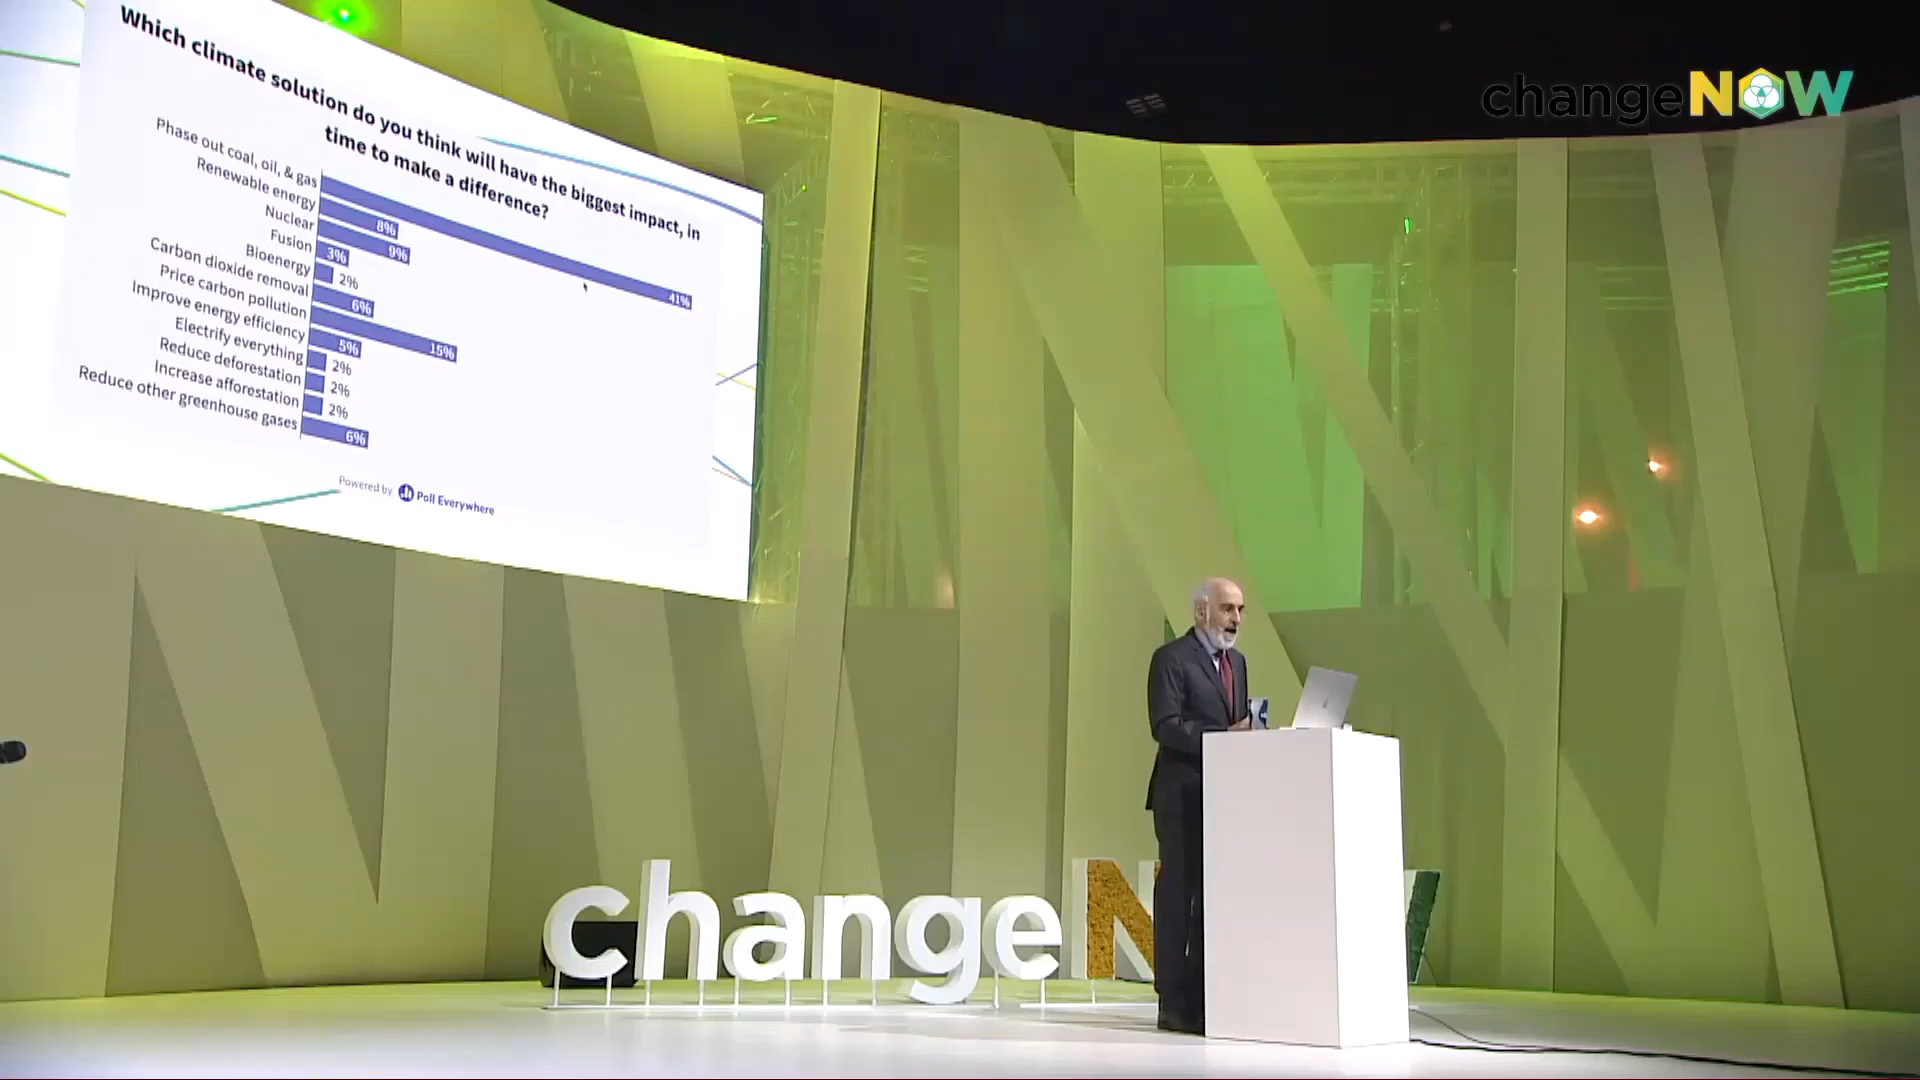 Which climate solution do you think will have the biggest impact, in
time to make a difference?
Phase out coal, oil, & gas
41%
Renewable energy
8%
Nuclear
9%
Fusion
3%
Bioenergy
2%
Carbon dioxide removal
6%
Price carbon pollution
15%
Improve energy efficiency
5%
Electrify everything
2%
Reduce deforestation
2%
Increase afforestation
2%
Reduce other greenhouse gases
6%
Powered by Poll Everywhere
changeNOW
changeN